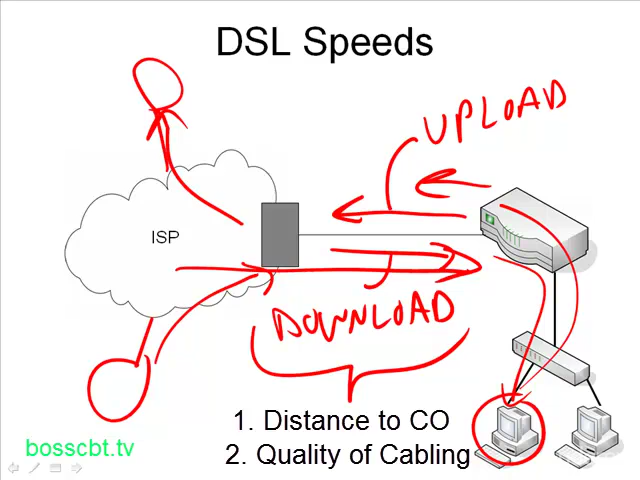 DSL Speeds
UPLOAD
ISP
DOWNLOAD
1. Distance to CO
2. Quality of Cabling
bosscbt.tv